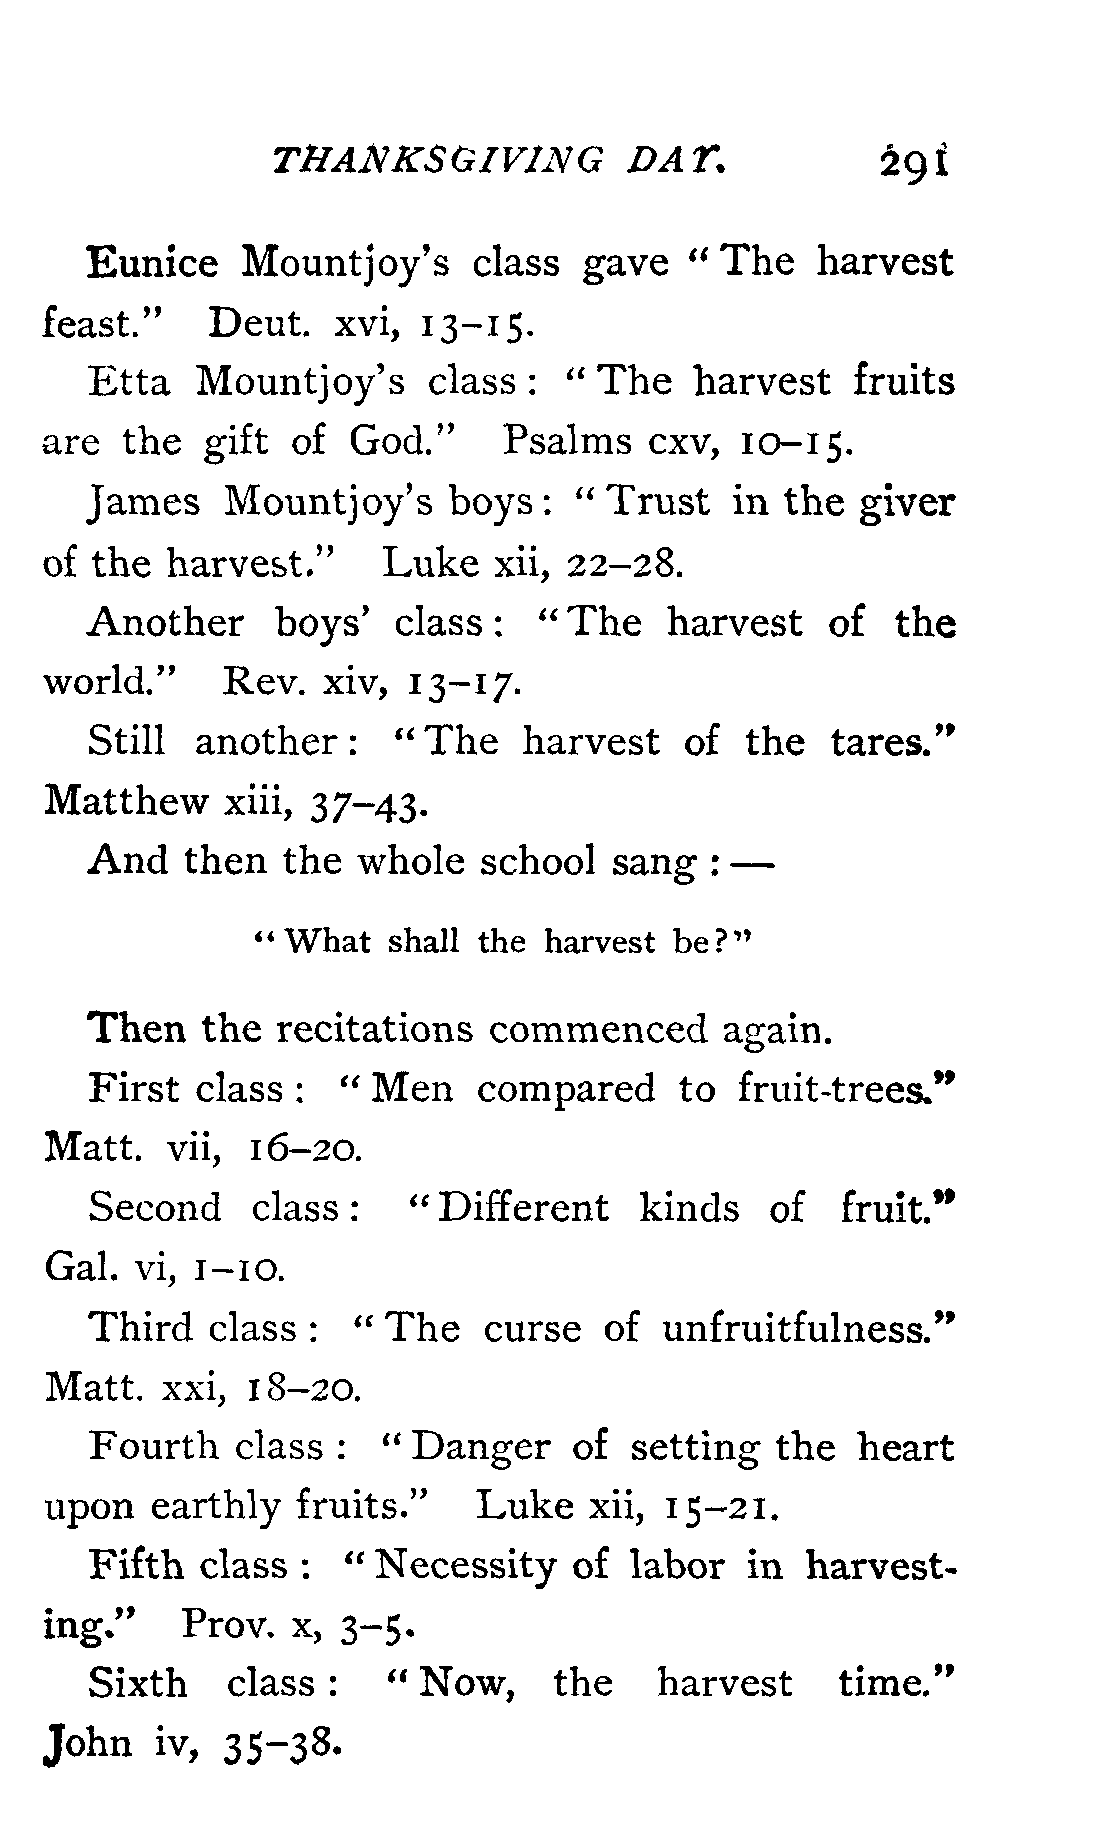 THANKSGIVING DAY. 291
Eunice Mountjoy's class gave "The harvest
feast." Deut. xvi, 13–15.
Etta Mountjoy's class: "The harvest fruits
are the gift of God." Psalms cxv, 10–15.
James Mountjoy's boys: "Trust in the giver
of the harvest." Luke xii, 22–28.
Another boys' class: "The harvest of the
world." Rev. xiv, 13–17.
Still another: "The harvest of the tares."
Matthew xiii, 37–43.
And then the whole school sang:—
"What shall the harvest be?"
Then the recitations commenced again.
First class: "Men compared to fruit-trees."
Matt. vii, 16–20.
Second class: "Different kinds of fruit."
Gal. vi, 1–10.
Third class: "The curse of unfruitfulness."
Matt. xxi, 18–20.
Fourth class: "Danger of setting the heart
upon earthly fruits." Luke xii, 15–21.
Fifth class: "Necessity of labor in harvest-
ing." Prov. x, 3–5.
Sixth class: "Now, the harvest time."
John iv, 35–38.